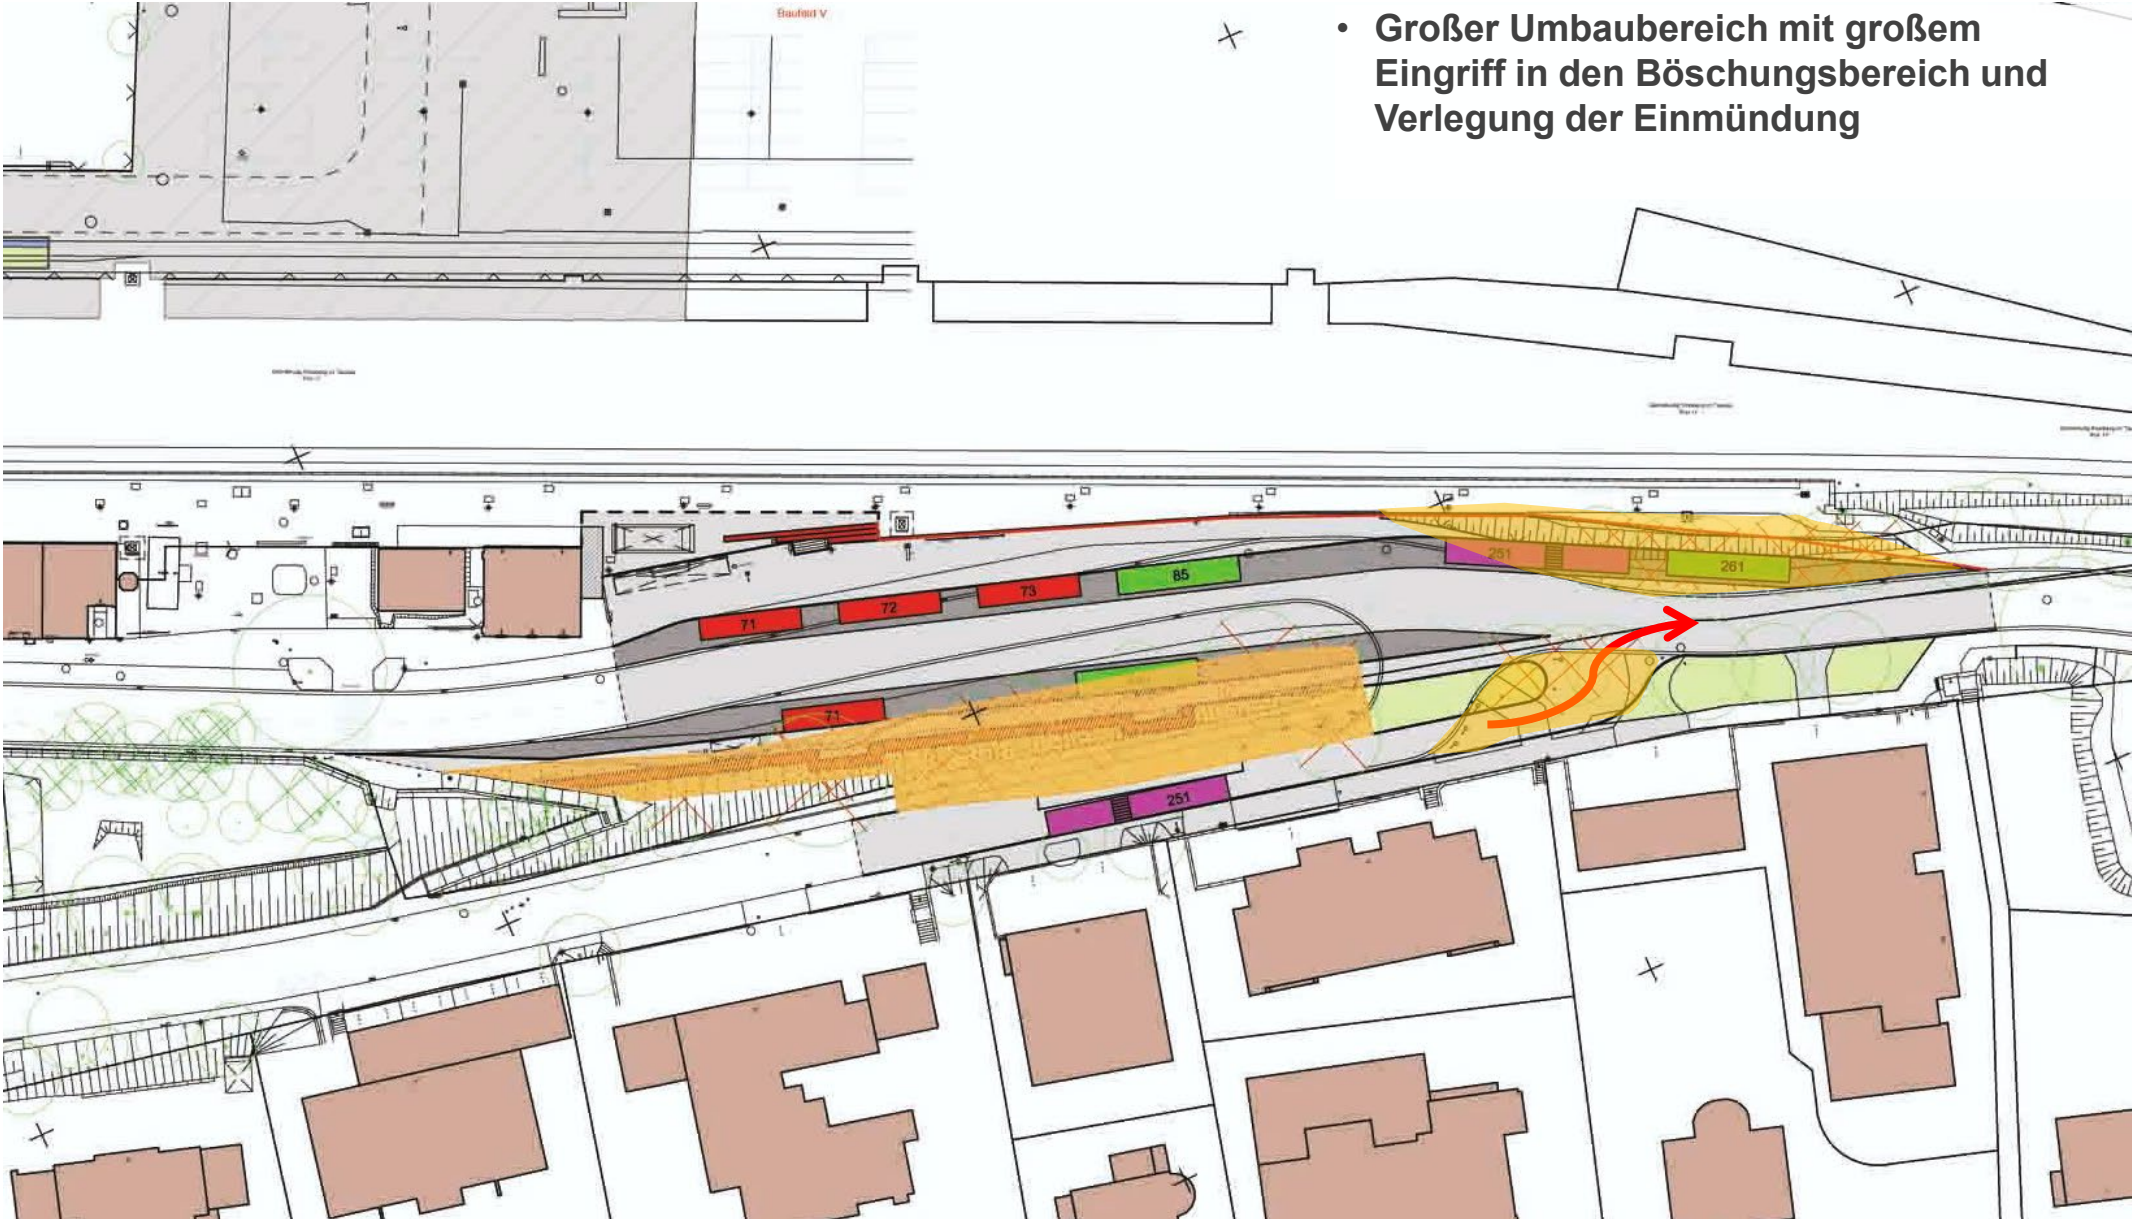 Baufeld V
• Großer Umbaubereich mit großem
Eingriff in den Böschungsbereich und
Verlegung der Einmündung
251
261
85
73
72
71
71
251